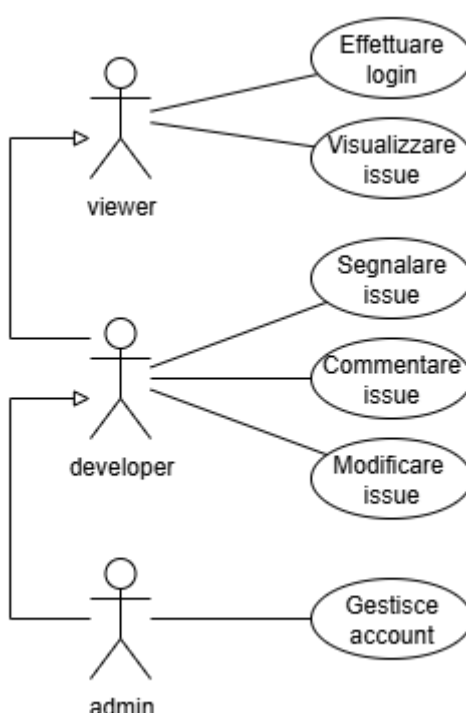 Effettuare
login
viewer
Visualizzare
issue
Segnalare
issue
developer
Commentare
issue
Modificare
issue
admin
Gestisce
account